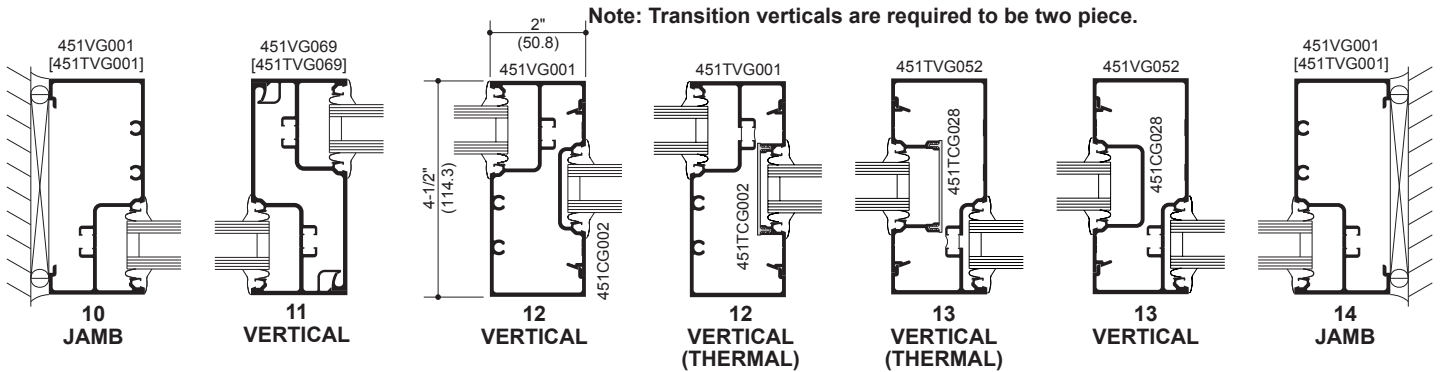 Note: Transition verticals are required to be two piece.
451VG001
[451TVG001]
10
JAMB
451VG069
[451TVG069]
11
VERTICAL
2"
(50.8)
451VG001
4-1/2"
(114.3)
451CG002
12
VERTICAL
451TVG001
451TCG002
12
VERTICAL
(THERMAL)
451TVG052
451TCG028
13
VERTICAL
(THERMAL)
451VG052
451CG028
13
VERTICAL
451VG001
[451TVG001]
14
JAMB